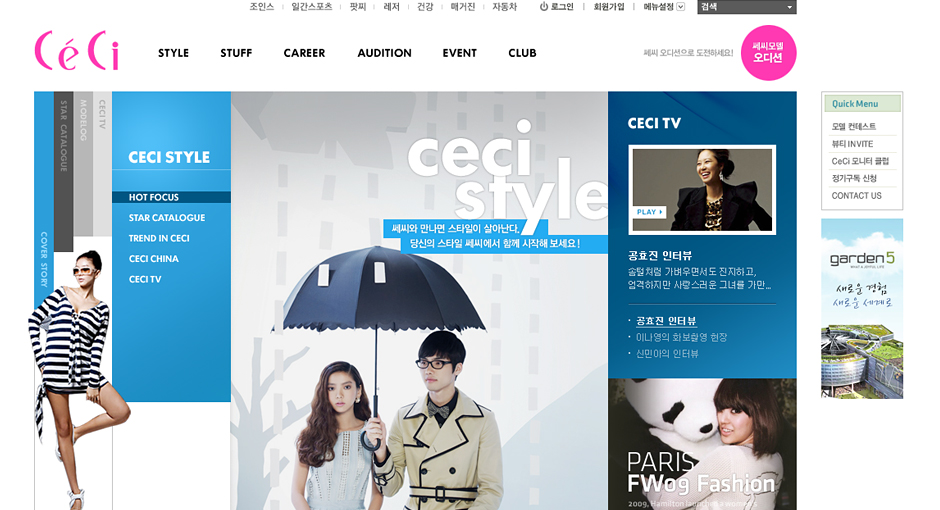 조인스 일간스포츠 팟찌 레저 건강 매거진 자동차 로그인 회원가입 메뉴설정 검색
CéCi
STYLE STUFF CAREER AUDITION EVENT CLUB
쎄씨 오디션으로 도전하세요!
쎄씨모델
오디션
COVER STORY
STAR CATALOGUE
MODELOG
CECI TV
CECI STYLE
HOT FOCUS
STAR CATALOGUE
TREND IN CECI
CECI CHINA
CECI TV
ceci
style
쎄씨와 만나면 스타일이 살아난다.
당신의 스타일 쎄씨에서 함께 시작해 보세요!
CECI TV
PLAY
공효진 인터뷰
솜털처럼 가벼우면서도 진지하고,
엄격하지만 사랑스러운 그녀를 가만...
공효진 인터뷰
이나영의 화보촬영 현장
신민아의 인터뷰
PARIS
FWog Fashion
2009, Hamilton launches #womens
Quick Menu
모델 컨테스트
뷰티 INVITE
CeCi 모니터 클럽
정기구독 신청
CONTACT US
garden5
새로운 경험
새로운 세계로